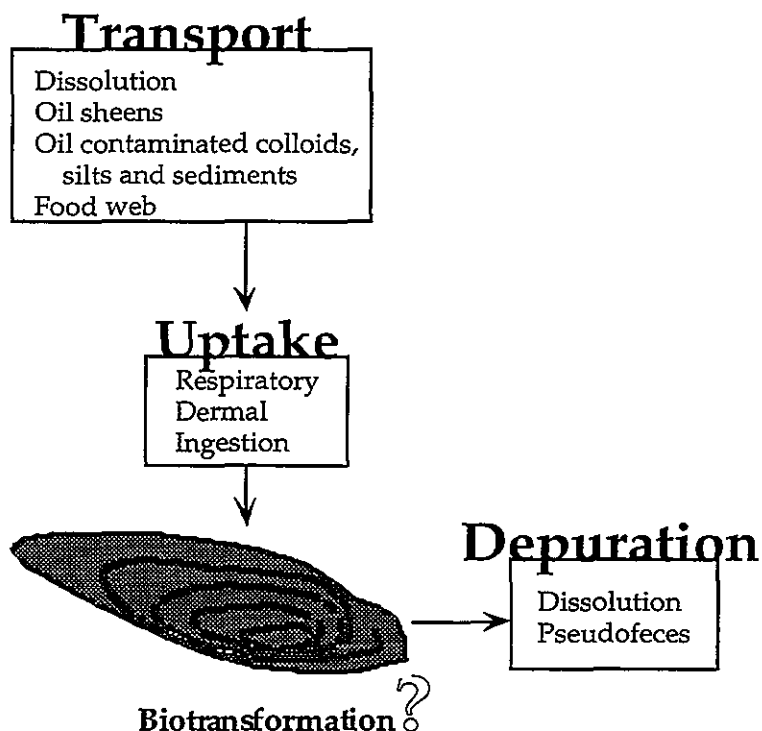 Transport
Dissolution
Oil sheens
Oil contaminated colloids,
silts and sediments
Food web
Uptake
Respiratory
Dermal
Ingestion
Depuration
Dissolution
Pseudofeces
Biotransformation?